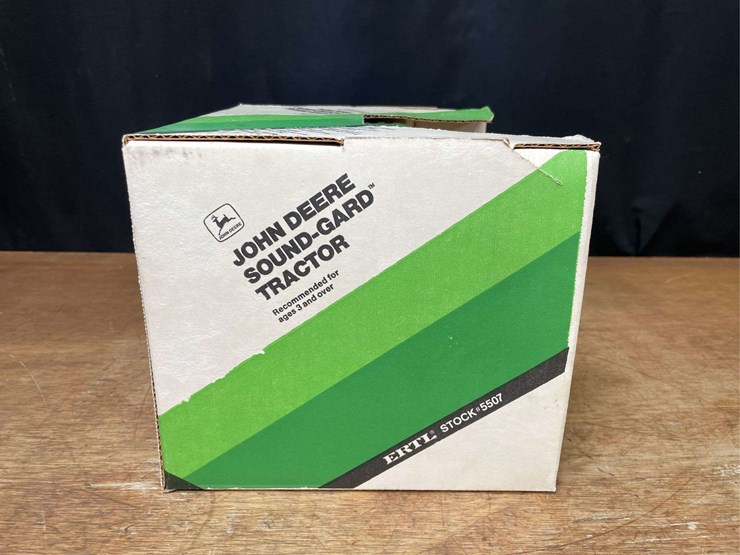 JOHN DEERE
JOHN DEERE
SOUND-GARD™
TRACTOR
Recommended for
ages 3 and over
ERTL® STOCK #5507